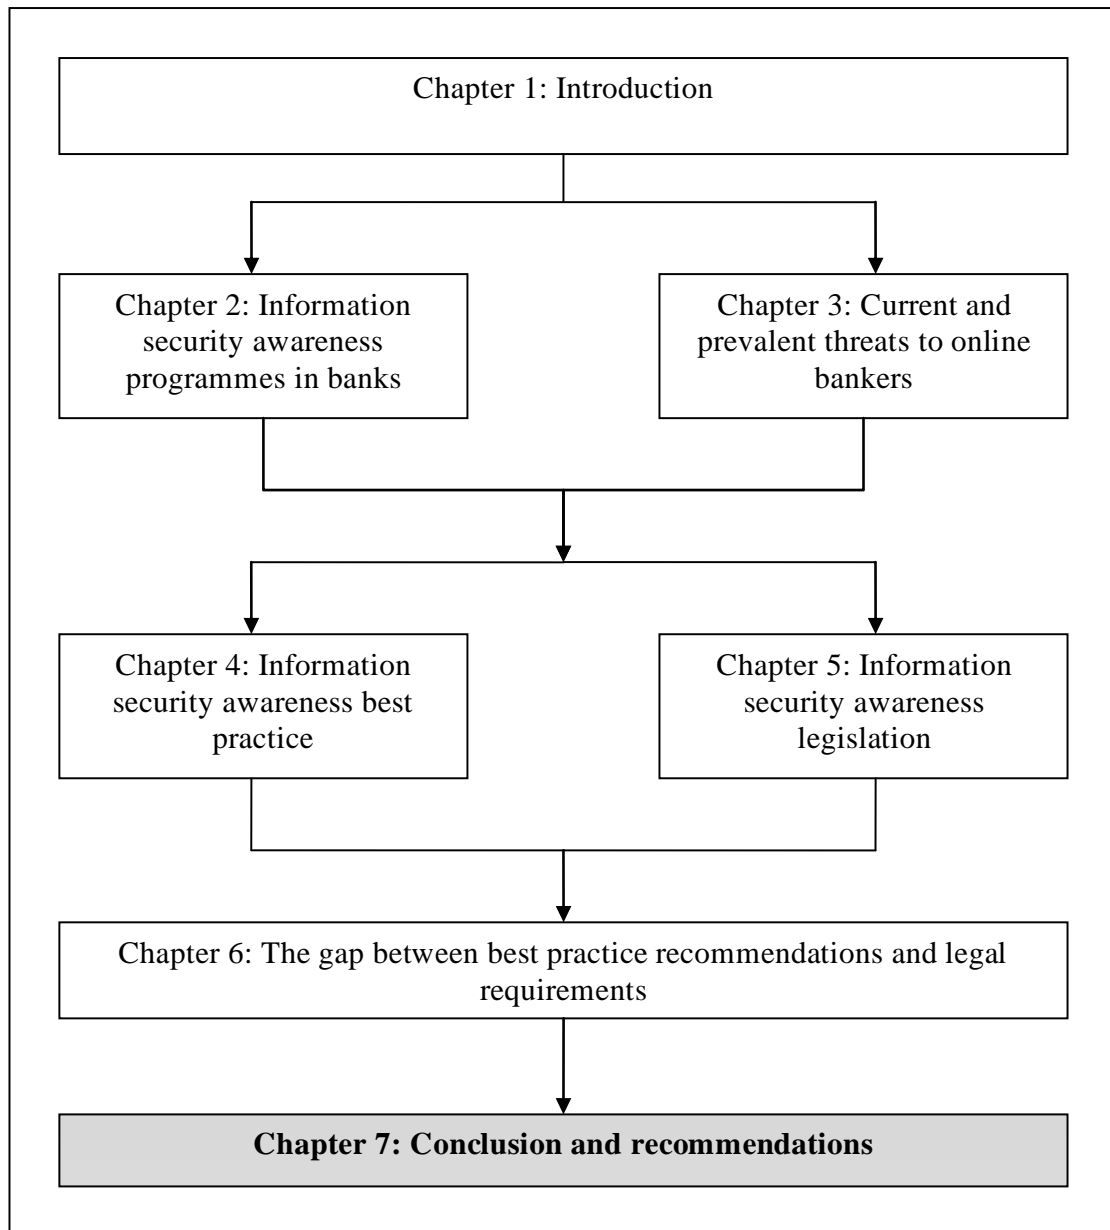 Chapter 1: Introduction
Chapter 2: Information
security awareness
programmes in banks
Chapter 3: Current and
prevalent threats to online
bankers
Chapter 4: Information
security awareness best
practice
Chapter 5: Information
security awareness
legislation
Chapter 6: The gap between best practice recommendations and legal
requirements
Chapter 7: Conclusion and recommendations